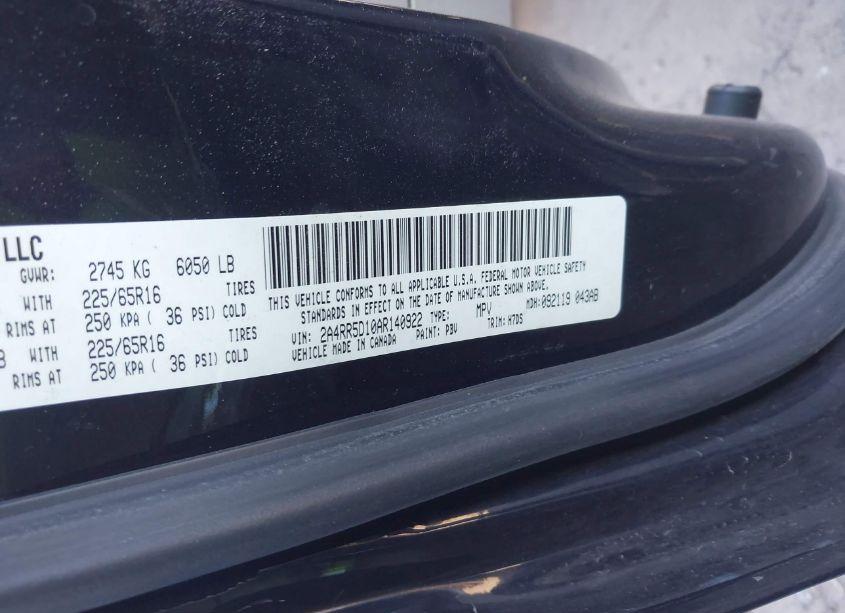 LLC
GVWR: 2745 KG 6050 LB
WITH 225/65R16 TIRES
RIMS AT 250 KPA ( 36 PSI) COLD
B WITH 225/65R16 TIRES
RIMS AT 250 KPA ( 36 PSI) COLD
THIS VEHICLE CONFORMS TO ALL APPLICABLE U.S.A. FEDERAL MOTOR VEHICLE SAFETY
STANDARDS IN EFFECT ON THE DATE OF MANUFACTURE SHOWN ABOVE.
VIN: 2A4RR5D10AR140922 TYPE: MPV MDH:092119 043AB
VEHICLE MADE IN CANADA PAINT: PBV TRIM: H7DS